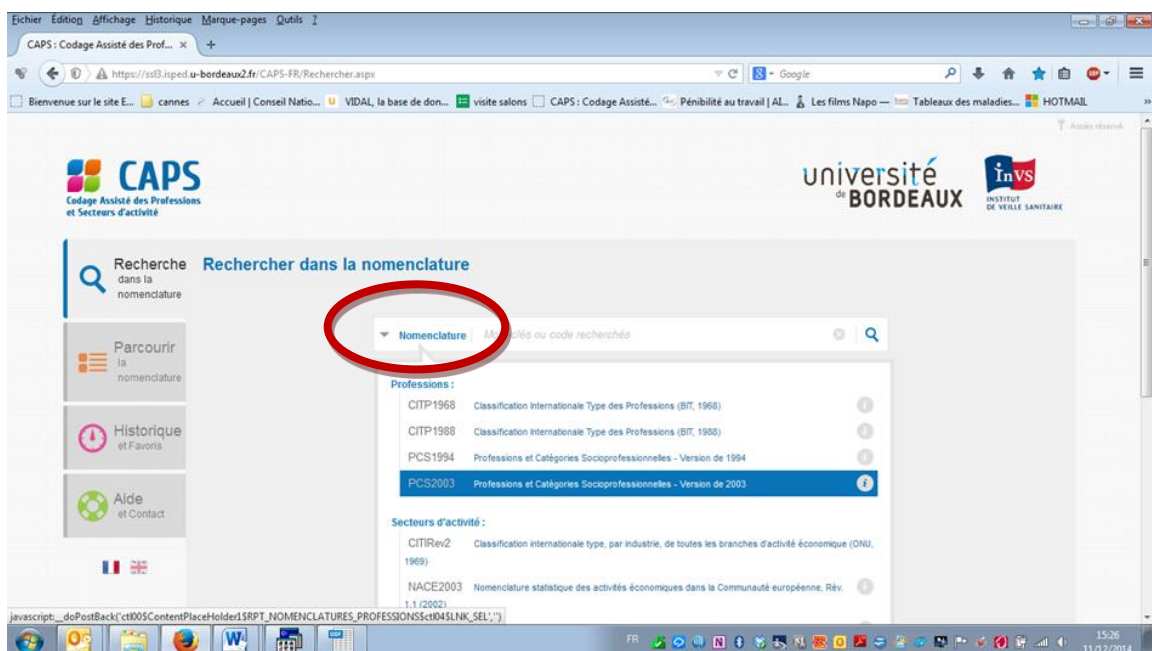 Fichier Édition Affichage Historique Marque-pages Outils ?
CAPS : Codage Assisté des Prof... × +
https://ssl3.isped.u-bordeaux2.fr/CAPS-FR/Rechercher.aspx
Google
Bienvenue sur le site E... cannes Accueil | Conseil Natio... VIDAL, la base de don... visite salons CAPS : Codage Assisté... Pénibilité au travail | AI... Les films Napo — Tableaux des maladies... HOTMAIL »
Accès réservé
CAPS
Codage Assisté des Professions
et Secteurs d'activité
université
de BORDEAUX
InVS
INSTITUT
DE VEILLE SANITAIRE
Recherche
dans la
nomenclature
Rechercher dans la nomenclature
Nomenclature clés ou code recherchés
Parcourir
la
nomenclature
Historique
et Favoris
Aide
et Contact
Professions :
CITP1968 Classification Internationale Type des Professions (BIT, 1968)
CITP1988 Classification Internationale Type des Professions (BIT, 1988)
PCS1994 Professions et Catégories Socioprofessionnelles - Version de 1994
PCS2003 Professions et Catégories Socioprofessionnelles - Version de 2003
Secteurs d'activité :
CITIRev2 Classification internationale type, par industrie, de toutes les branches d'activité économique (ONU,
1969)
NACE2003 Nomenclature statistique des activités économiques dans la Communauté européenne, Rév.
1.1 (2002)
javascript:__doPostBack('ctl00$ContentPlaceHolder1$RPT_NOMENCLATURES_PROFESSIONS$ctl04$LNK_SEL','')
FR
15:26
11/12/2014